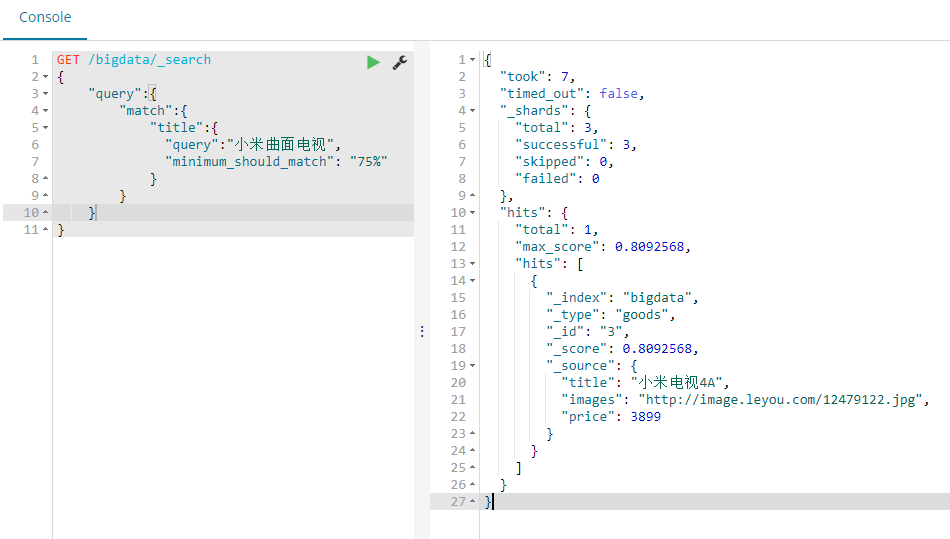 Console
1 GET /bigdata/_search
2 {
3 "query":{
4 "match":{
5 "title":{
6 "query":"小米曲面电视",
7 "minimum_should_match": "75%"
8 }
9 }
10 }
11 }
1 {
2 "took": 7,
3 "timed_out": false,
4 "_shards": {
5 "total": 3,
6 "successful": 3,
7 "skipped": 0,
8 "failed": 0
9 },
10 "hits": {
11 "total": 1,
12 "max_score": 0.8092568,
13 "hits": [
14 {
15 "_index": "bigdata",
16 "_type": "goods",
17 "_id": "3",
18 "_score": 0.8092568,
19 "_source": {
20 "title": "小米电视4A",
21 "images": "http://image.leyou.com/12479122.jpg",
22 "price": 3899
23 }
24 }
25 ]
26 }
27 }